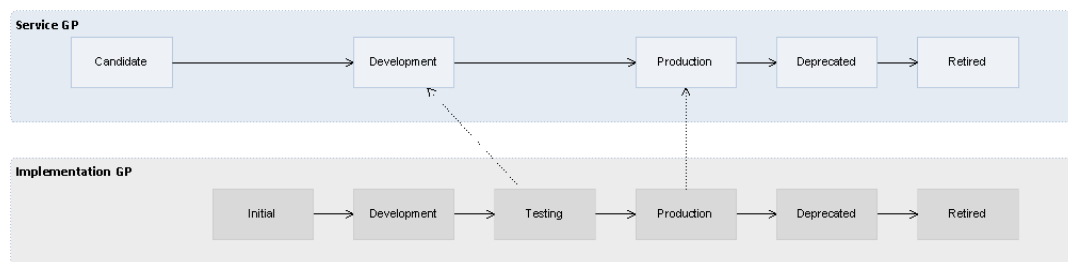 Service GP
Candidate
Development
Production
Deprecated
Retired
Implementation GP
Initial
Development
Testing
Production
Deprecated
Retired